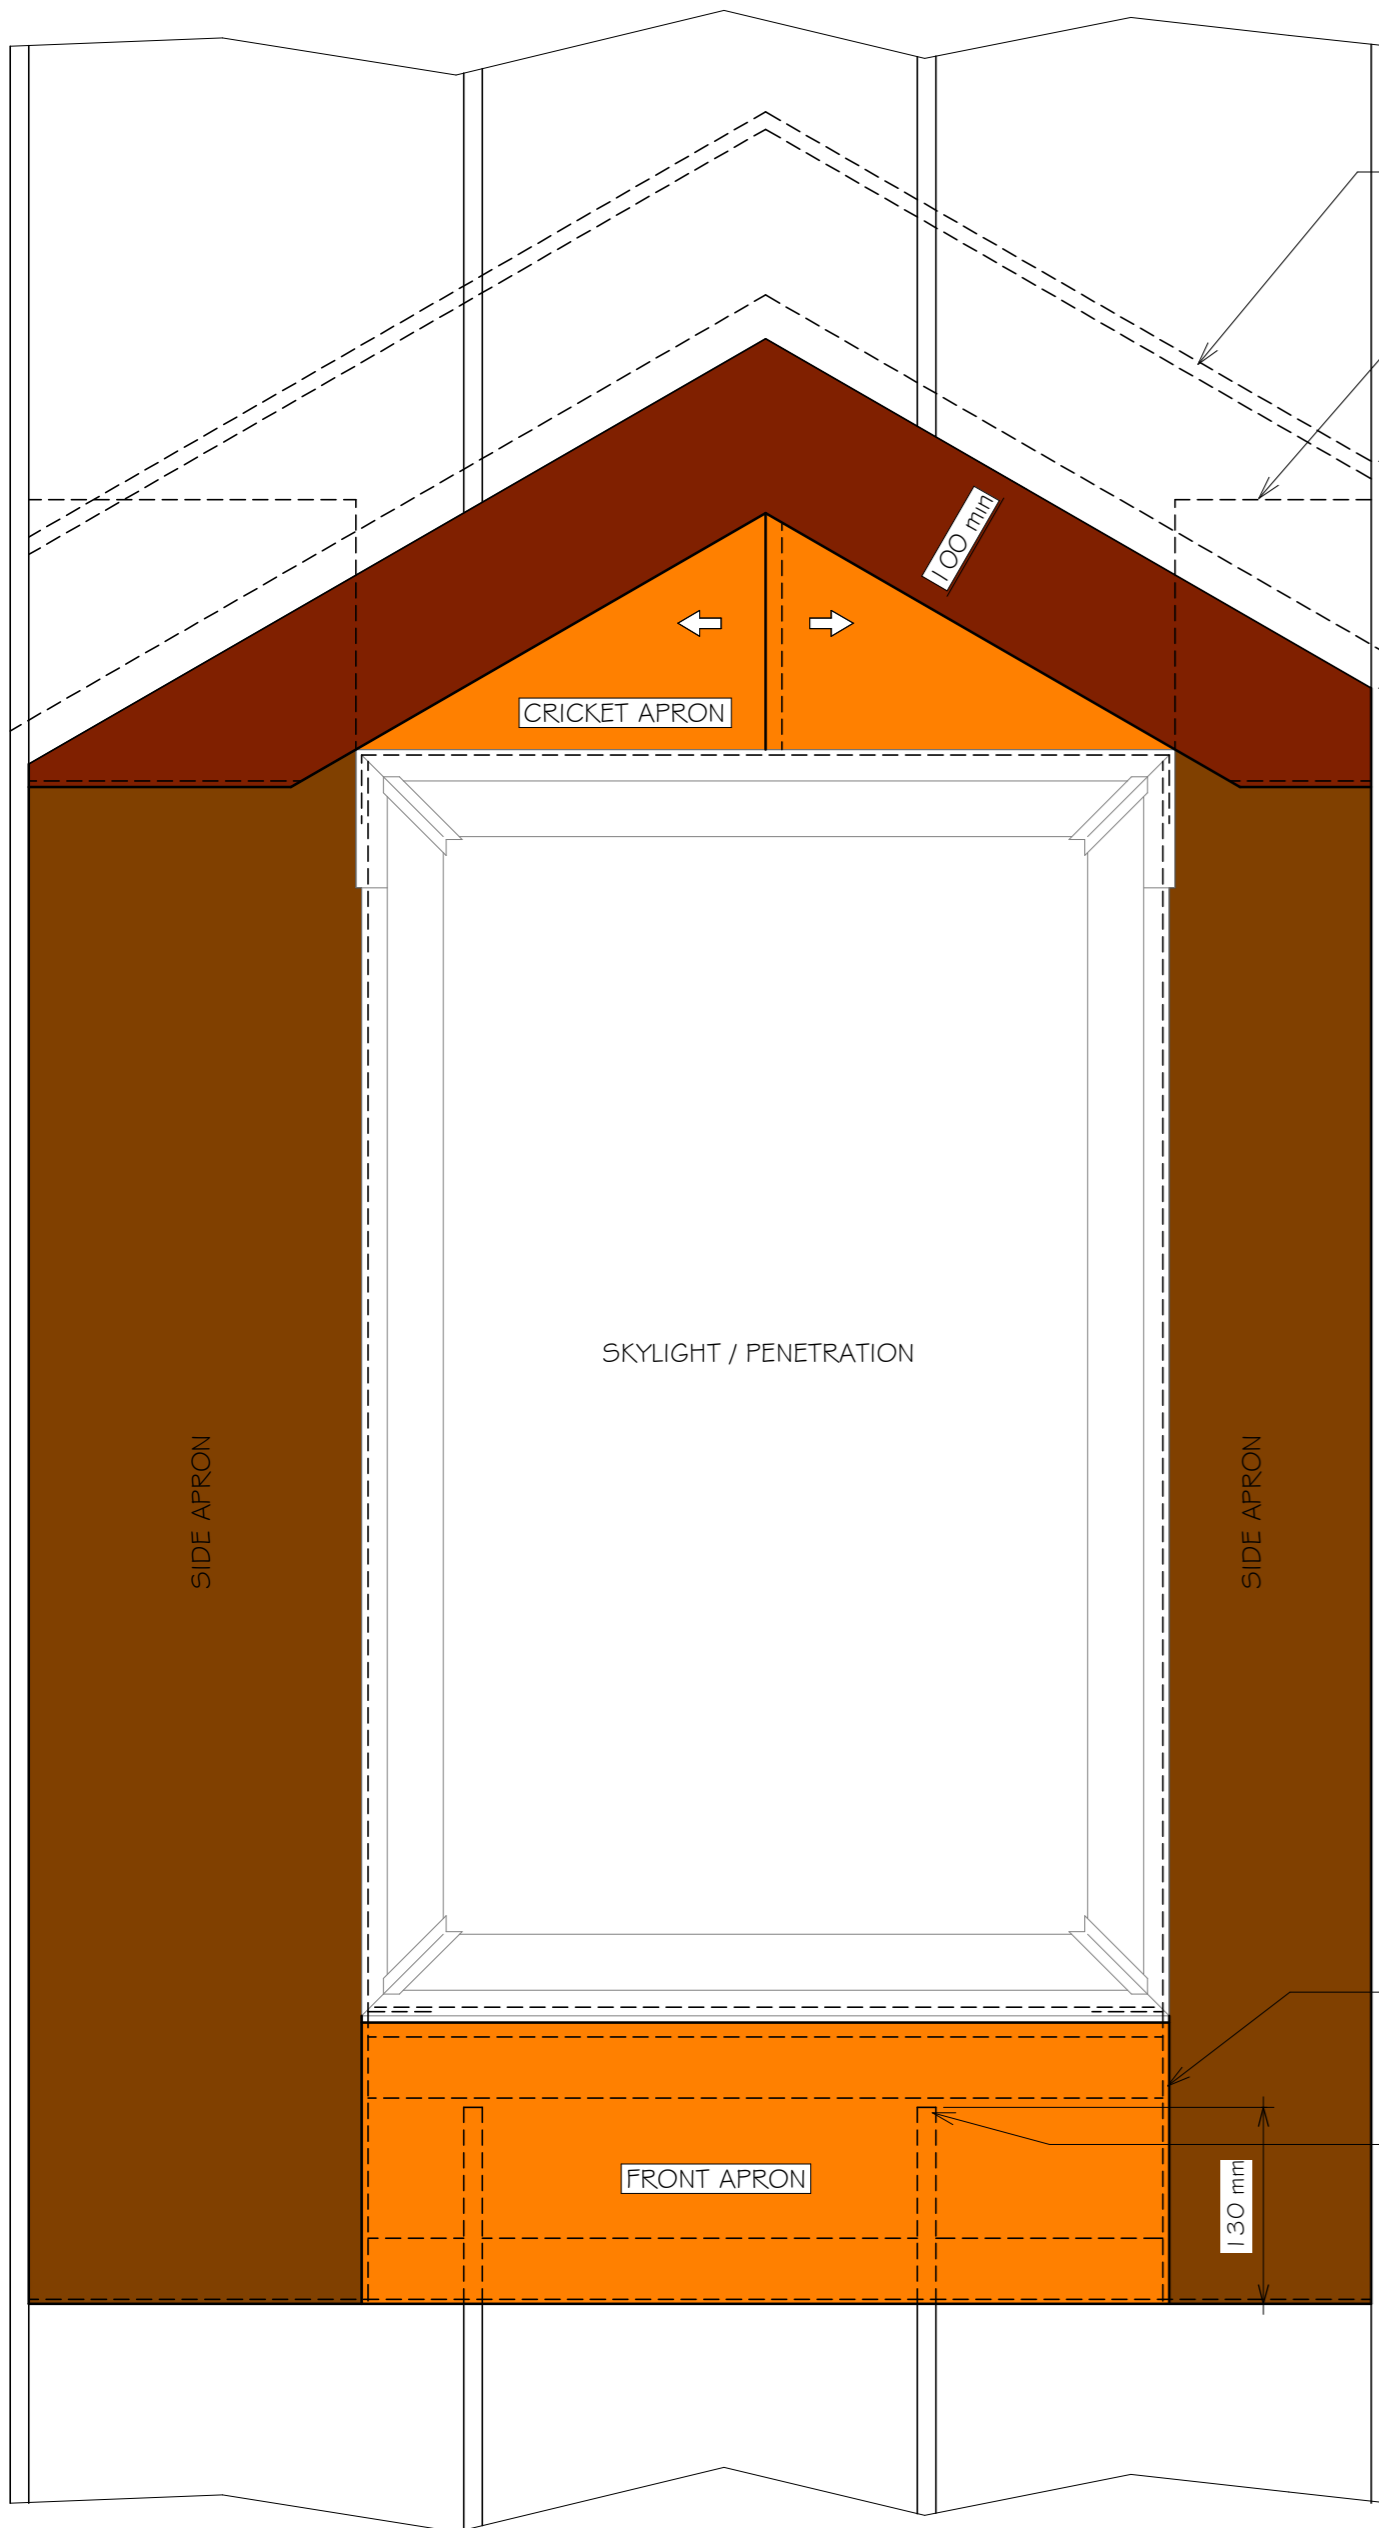 100 min
CRICKET APRON
SKYLIGHT / PENETRATION
SIDE APRON
SIDE APRON
FRONT APRON
130 mm